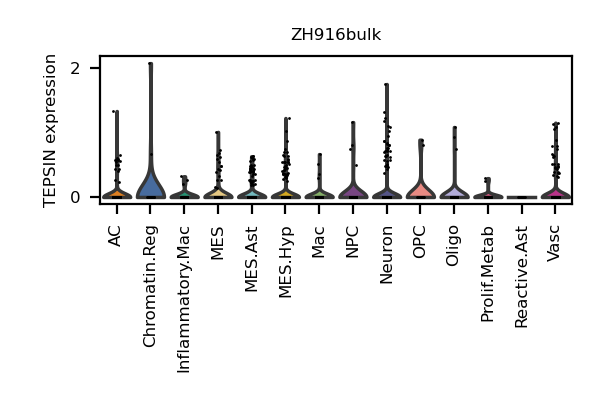 ZH916bulk
TEPSIN expression
2
0
AC
Chromatin.Reg
Inflammatory.Mac
MES
MES.Ast
MES.Hyp
Mac
NPC
Neuron
OPC
Oligo
Prolif.Metab
Reactive.Ast
Vasc